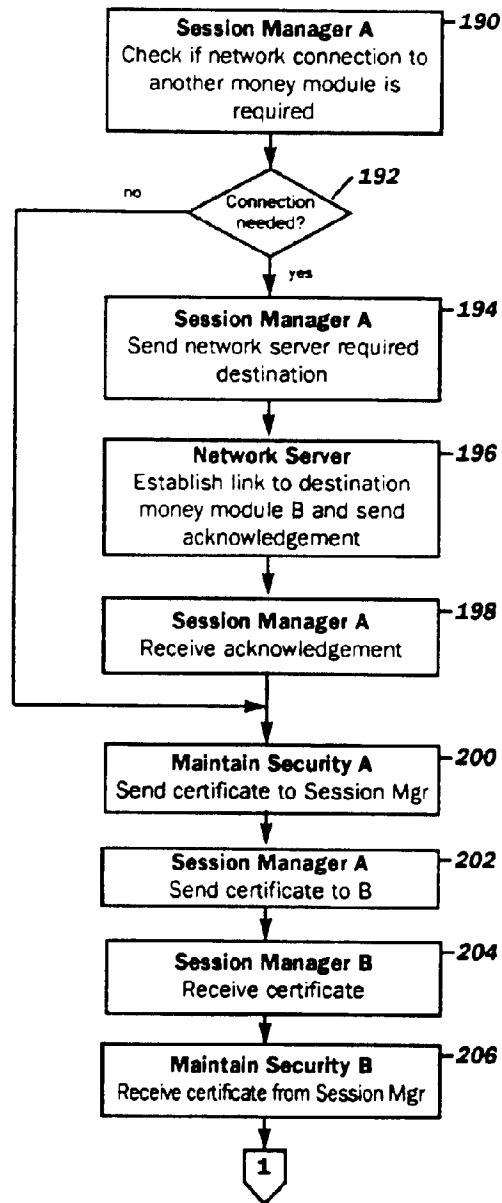 Session Manager A
190
Check if network connection to
another money module is
required
no
Connection
needed?
192
yes
Session Manager A
194
Send network server required
destination
Network Server
196
Establish link to destination
money module B and send
acknowledgement
Session Manager A
198
Receive acknowledgement
Maintain Security A
200
Send certificate to Session Mgr
Session Manager A
202
Send certificate to B
Session Manager B
204
Receive certificate
Maintain Security B
206
Receive certificate from Session Mgr
1